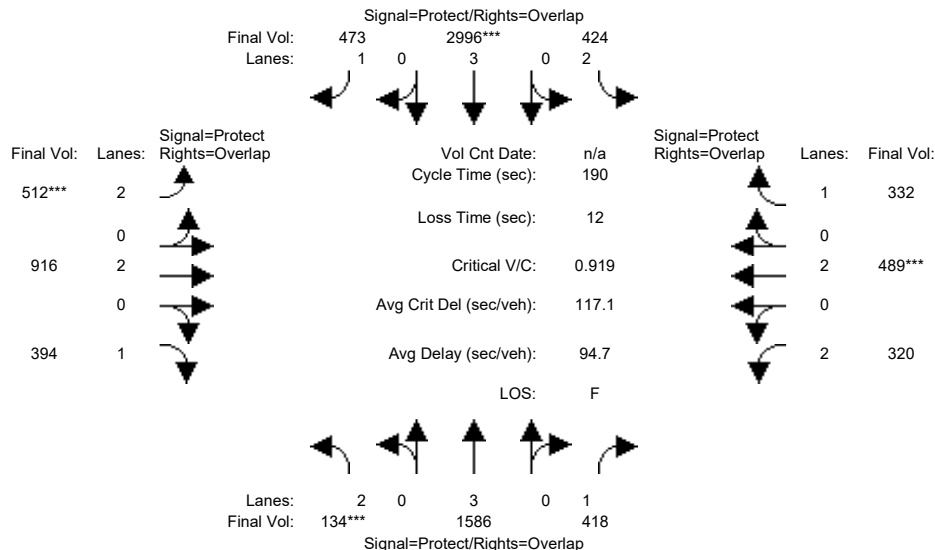 Signal=Protect/Rights=Overlap
Final Vol: 473 2996*** 424
Lanes: 1 0 3 0 2
Signal=Protect Signal=Protect
Final Vol: Lanes: Rights=Overlap Vol Cnt Date: n/a Rights=Overlap Lanes: Final Vol:
Cycle Time (sec): 190
512*** 2 1 332
Loss Time (sec): 12
0 0
916 2 Critical V/C: 0.919 2 489***
0 Avg Crit Del (sec/veh): 117.1 0
394 1 Avg Delay (sec/veh): 94.7 2 320
LOS: F
Lanes: 2 0 3 0 1
Final Vol: 134*** 1586 418
Signal=Protect/Rights=Overlap